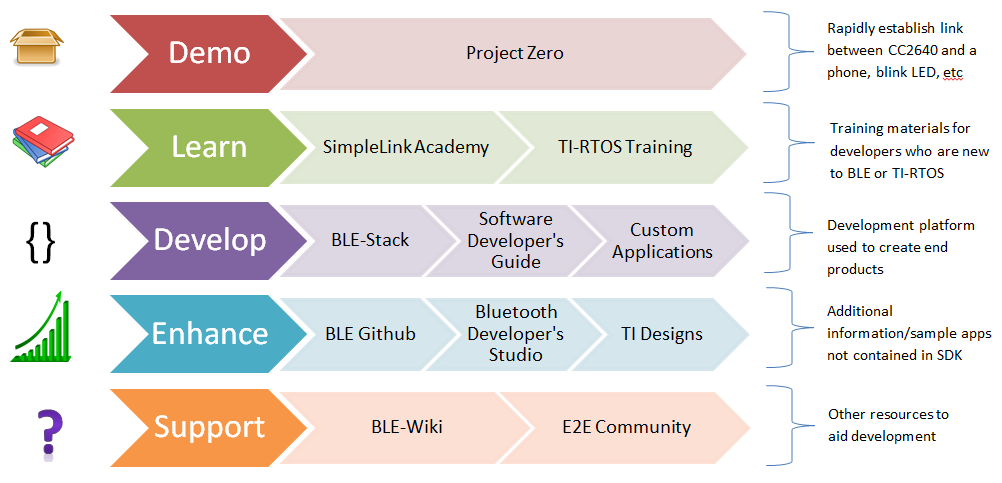 Demo
Project Zero
Rapidly establish link
between CC2640 and a
phone, blink LED, etc
Learn
SimpleLink Academy
TI-RTOS Training
Training materials for
developers who are new
to BLE or TI-RTOS
{}
Develop
BLE-Stack
Software
Developer's
Guide
Custom
Applications
Development platform
used to create end
products
Enhance
BLE Github
Bluetooth
Developer's
Studio
TI Designs
Additional
information/sample apps
not contained in SDK
?
Support
BLE-Wiki
E2E Community
Other resources to
aid development